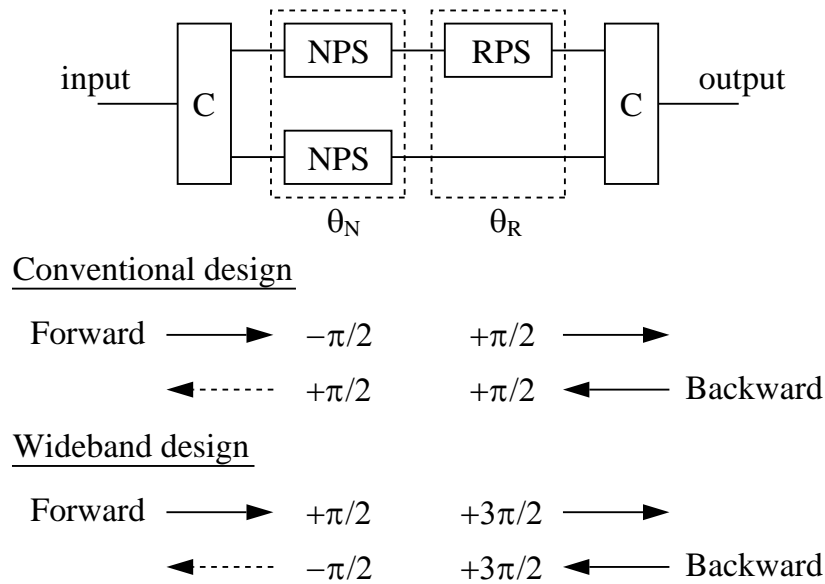 NPS RPS
input output
C C
NPS
θN θR
Conventional design
Forward −π/2 +π/2
+π/2 +π/2 Backward
Wideband design
Forward +π/2 +3π/2
−π/2 +3π/2 Backward